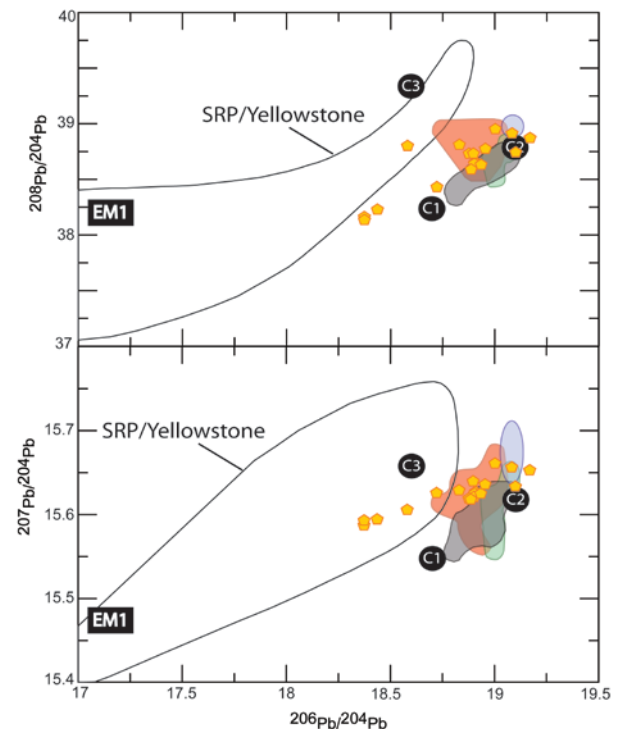 40
39
38
37
208Pb/204Pb
SRP/Yellowstone
EM1
C3
C2
C1
15.7
15.6
15.5
15.4
207Pb/204Pb
SRP/Yellowstone
EM1
C3
C2
C1
17
17.5
18
18.5
19
19.5
206Pb/204Pb